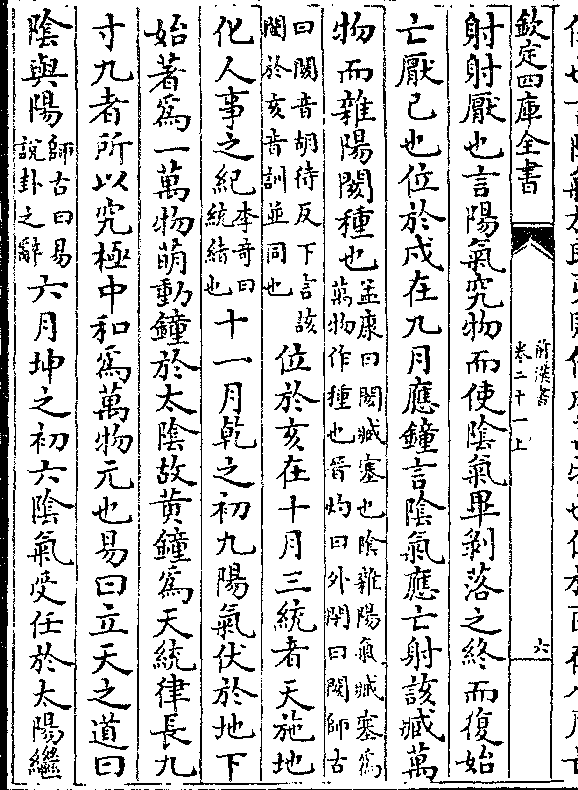 欽定四庫全書
前漢書
卷二十一上
六
射射厭也言陽氣究物而使陰氣畢剝落之終而復始
亡厭已也位於戌在九月應鐘言陰氣應亡射該臧萬
物而雜陽閡種也
孟康曰閡臧塞也陰雜陽氣臧塞為
萬物作種也晉灼曰外閉曰閡師古
曰閡音胡待反下言該
閡於亥音訓並同也
位於亥在十月三統者天施地
化人事之紀
李奇曰
統緒也
十一月乾之初九陽氣伏於地下
始著為一萬物萌動鐘於太陰故黄鐘為天統律長九
寸九者所以究極中和為萬物元也易曰立天之道曰
陰與陽
師古曰易
說卦之辭
六月坤之初六陰氣受任於太陽繼